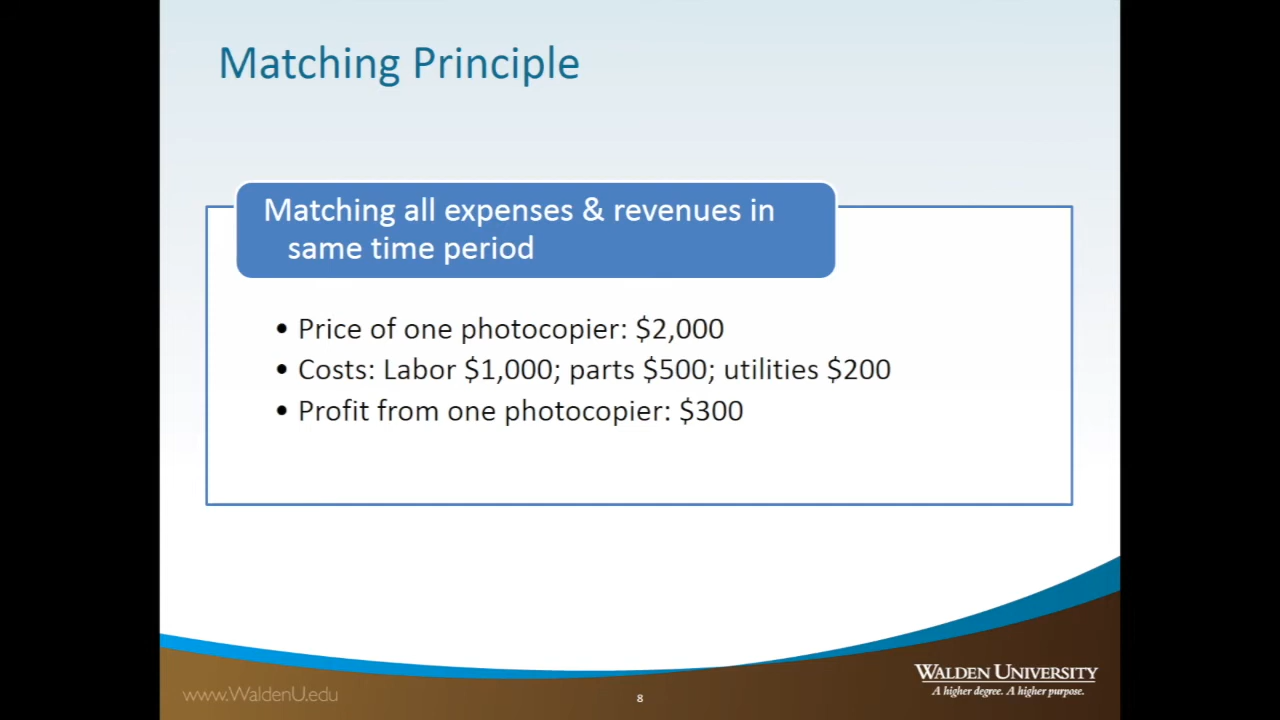 Matching Principle
Matching all expenses & revenues in
same time period
• Price of one photocopier: $2,000
• Costs: Labor $1,000; parts $500; utilities $200
• Profit from one photocopier: $300
www.WaldenU.edu
8
WALDEN UNIVERSITY
A higher degree. A higher purpose.